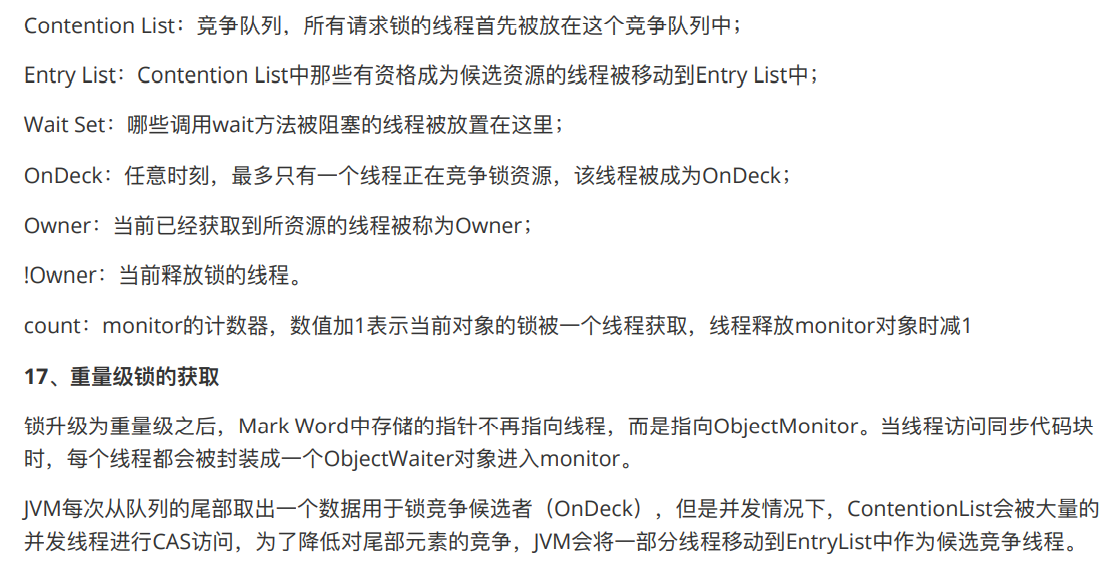 Contention List：竞争队列，所有请求锁的线程首先被放在这个竞争队列中；
Entry List：Contention List中那些有资格成为候选资源的线程被移动到Entry List中；
Wait Set：哪些调用wait方法被阻塞的线程被放置在这里；
OnDeck：任意时刻，最多只有一个线程正在竞争锁资源，该线程被成为OnDeck；
Owner：当前已经获取到所资源的线程被称为Owner；
!Owner：当前释放锁的线程。
count：monitor的计数器，数值加1表示当前对象的锁被一个线程获取，线程释放monitor对象时减1
17、重量级锁的获取
锁升级为重量级之后，Mark Word中存储的指针不再指向线程，而是指向ObjectMonitor。当线程访问同步代码块
时，每个线程都会被封装成一个ObjectWaiter对象进入monitor。
JVM每次从队列的尾部取出一个数据用于锁竞争候选者（OnDeck），但是并发情况下，ContentionList会被大量的
并发线程进行CAS访问，为了降低对尾部元素的竞争，JVM会将一部分线程移动到EntryList中作为候选竞争线程。